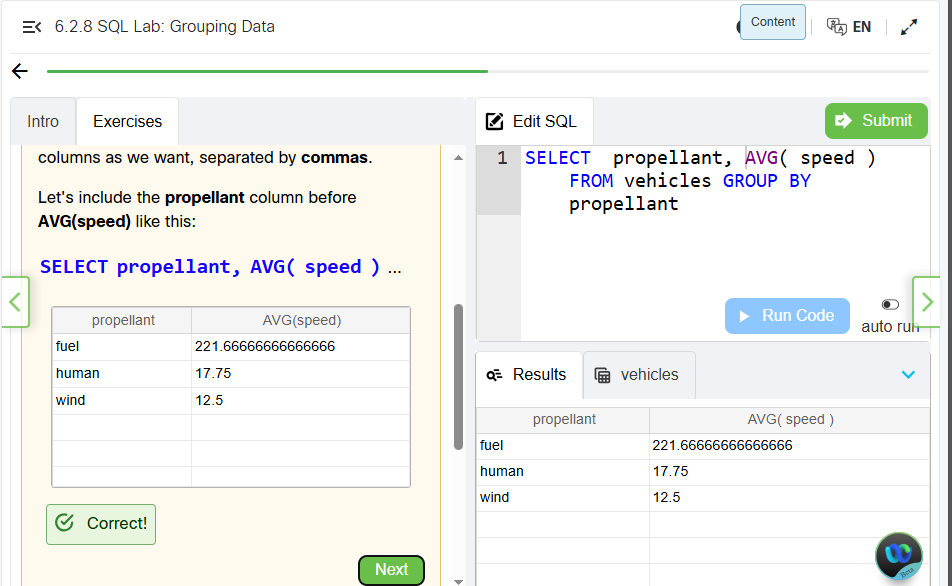 6.2.8 SQL Lab: Grouping Data
Content
EN
Intro
Exercises
columns as we want, separated by commas.
Let's include the propellant column before
AVG(speed) like this:
SELECT propellant, AVG( speed ) ...
propellant AVG(speed)
fuel 221.66666666666666
human 17.75
wind 12.5
Correct!
Next
Edit SQL
Submit
1 SELECT  propellant, AVG( speed )
FROM vehicles GROUP BY
propellant
Run Code
auto run
Results
vehicles
propellant AVG( speed )
fuel 221.66666666666666
human 17.75
wind 12.5
Beta